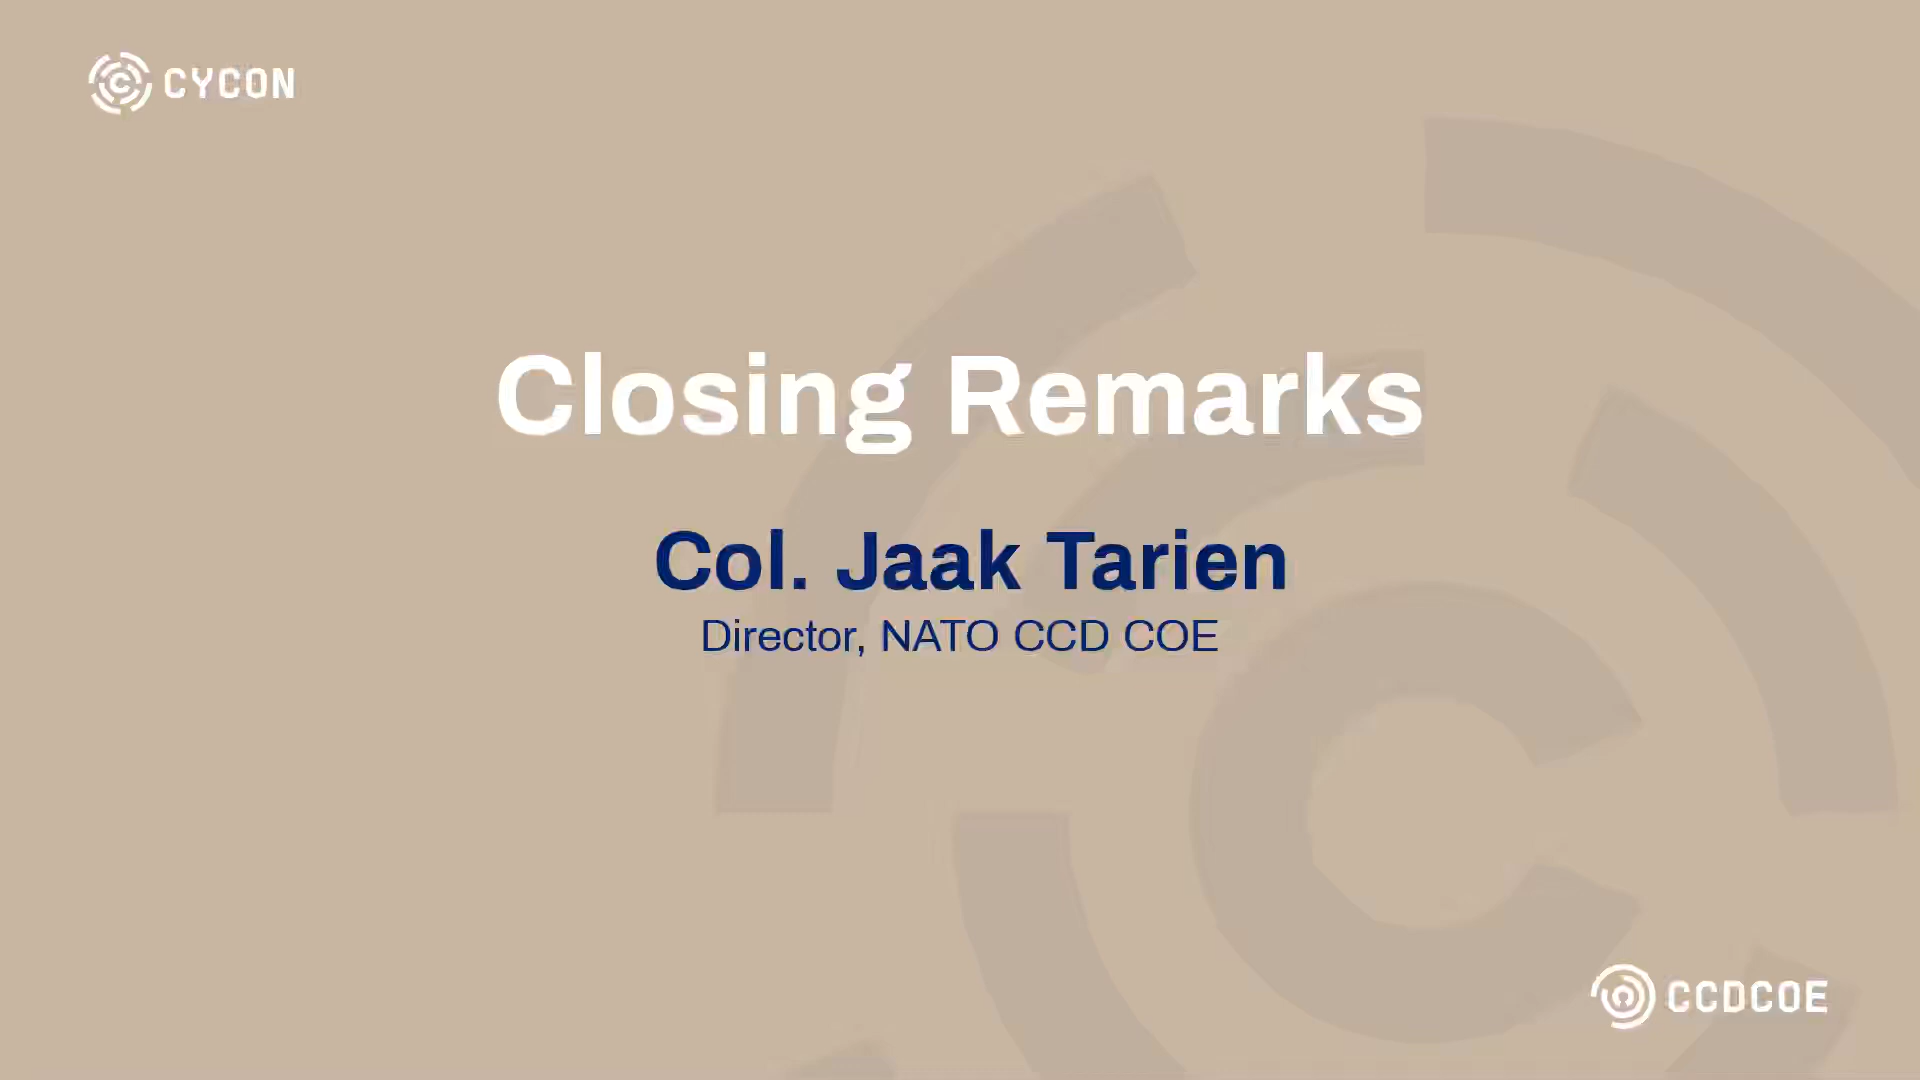 CYCON
Closing Remarks
Col. Jaak Tarien
Director, NATO CCD COE
CCDCOE